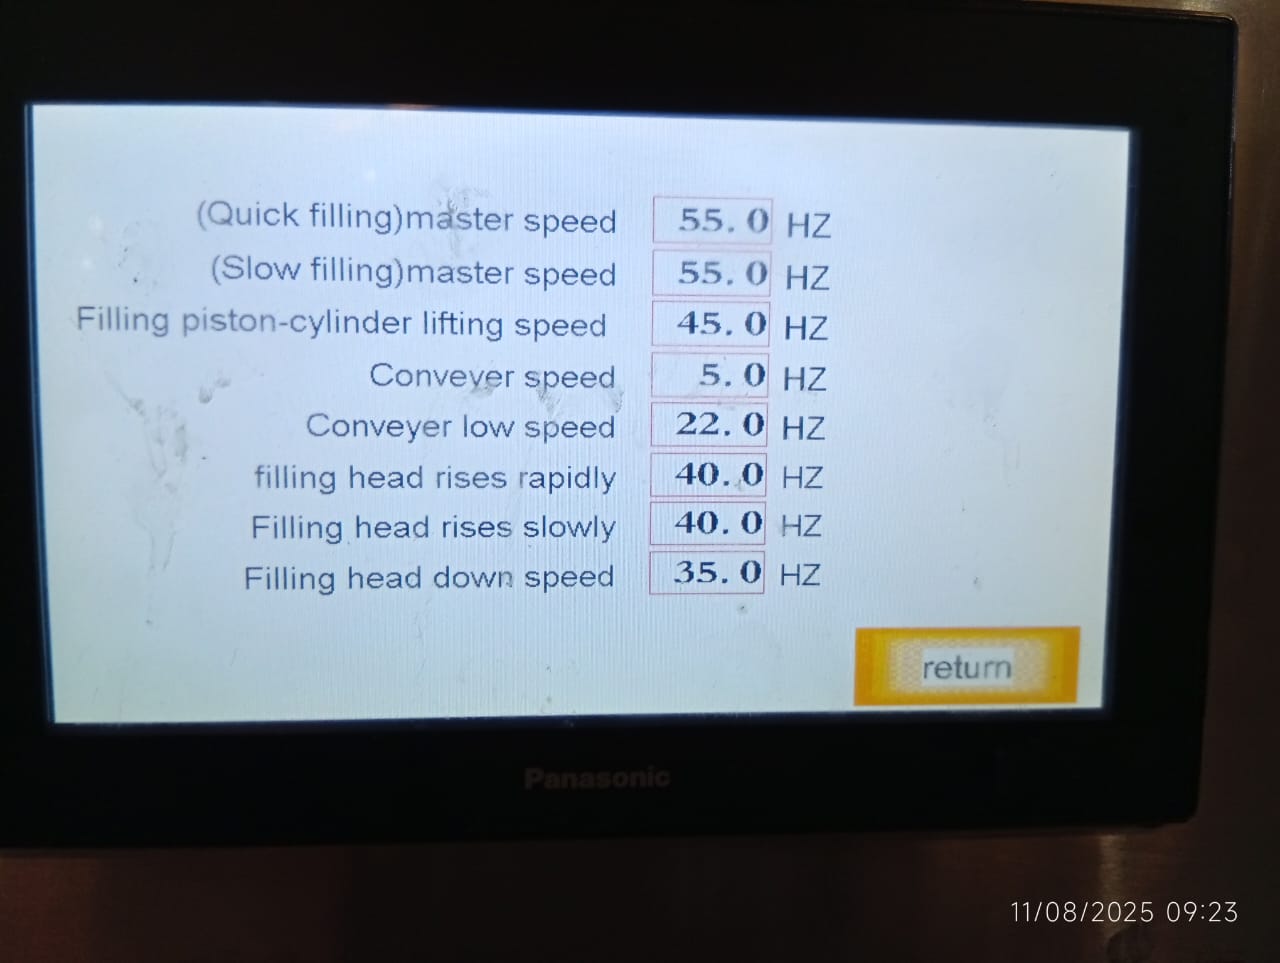 (Quick filling)master speed 55.0 HZ
(Slow filling)master speed 55.0 HZ
Filling piston-cylinder lifting speed 45.0 HZ
Conveyer speed 5.0 HZ
Conveyer low speed 22.0 HZ
filling head rises rapidly 40.0 HZ
Filling head rises slowly 40.0 HZ
Filling head down speed 35.0 HZ
return
Panasonic
11/08/2025 09:23